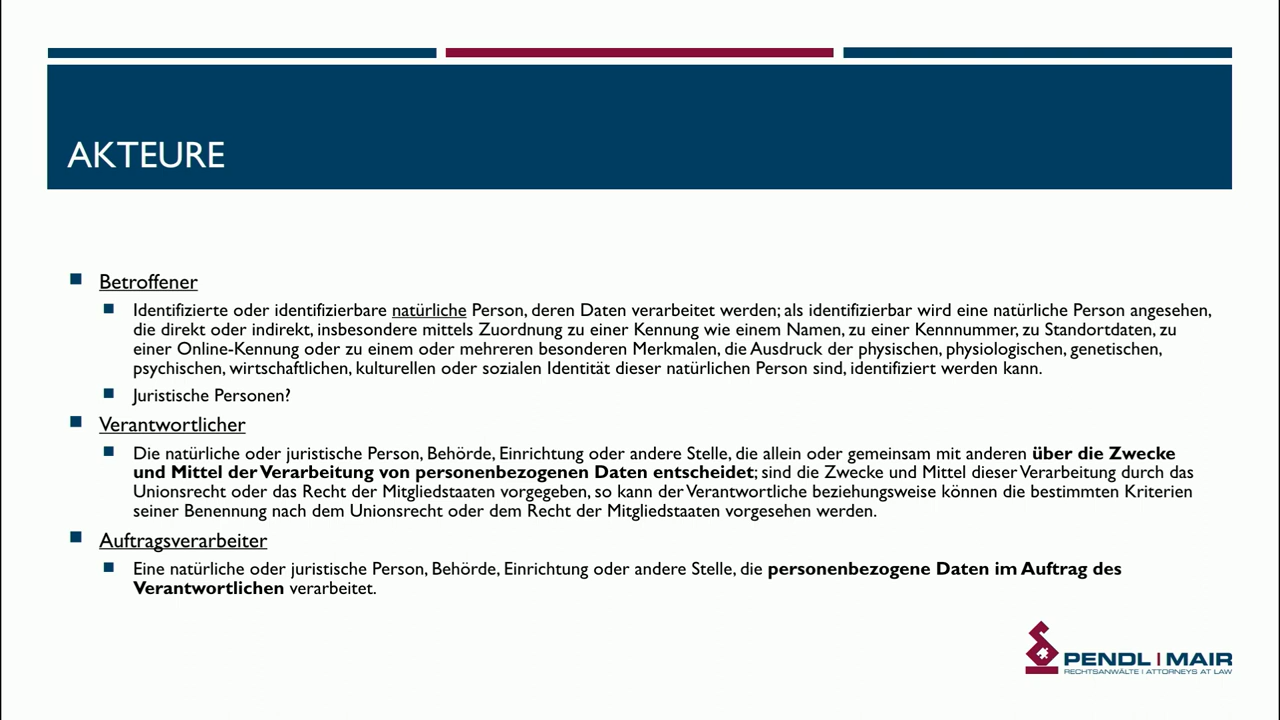 AKTEURE
Betroffener
Identifizierte oder identifizierbare natürliche Person, deren Daten verarbeitet werden; als identifizierbar wird eine natürliche Person angesehen,
die direkt oder indirekt, insbesondere mittels Zuordnung zu einer Kennung wie einem Namen, zu einer Kennnummer, zu Standortdaten, zu
einer Online-Kennung oder zu einem oder mehreren besonderen Merkmalen, die Ausdruck der physischen, physiologischen, genetischen,
psychischen, wirtschaftlichen, kulturellen oder sozialen Identität dieser natürlichen Person sind, identifiziert werden kann.
Juristische Personen?
Verantwortlicher
Die natürliche oder juristische Person, Behörde, Einrichtung oder andere Stelle, die allein oder gemeinsam mit anderen über die Zwecke
und Mittel der Verarbeitung von personenbezogenen Daten entscheidet; sind die Zwecke und Mittel dieser Verarbeitung durch das
Unionsrecht oder das Recht der Mitgliedstaaten vorgegeben, so kann der Verantwortliche beziehungsweise können die bestimmten Kriterien
seiner Benennung nach dem Unionsrecht oder dem Recht der Mitgliedstaaten vorgesehen werden.
Auftragsverarbeiter
Eine natürliche oder juristische Person, Behörde, Einrichtung oder andere Stelle, die personenbezogene Daten im Auftrag des
Verantwortlichen verarbeitet.
PENDL | MAIR
RECHTSANWÄLTE | ATTORNEYS AT LAW